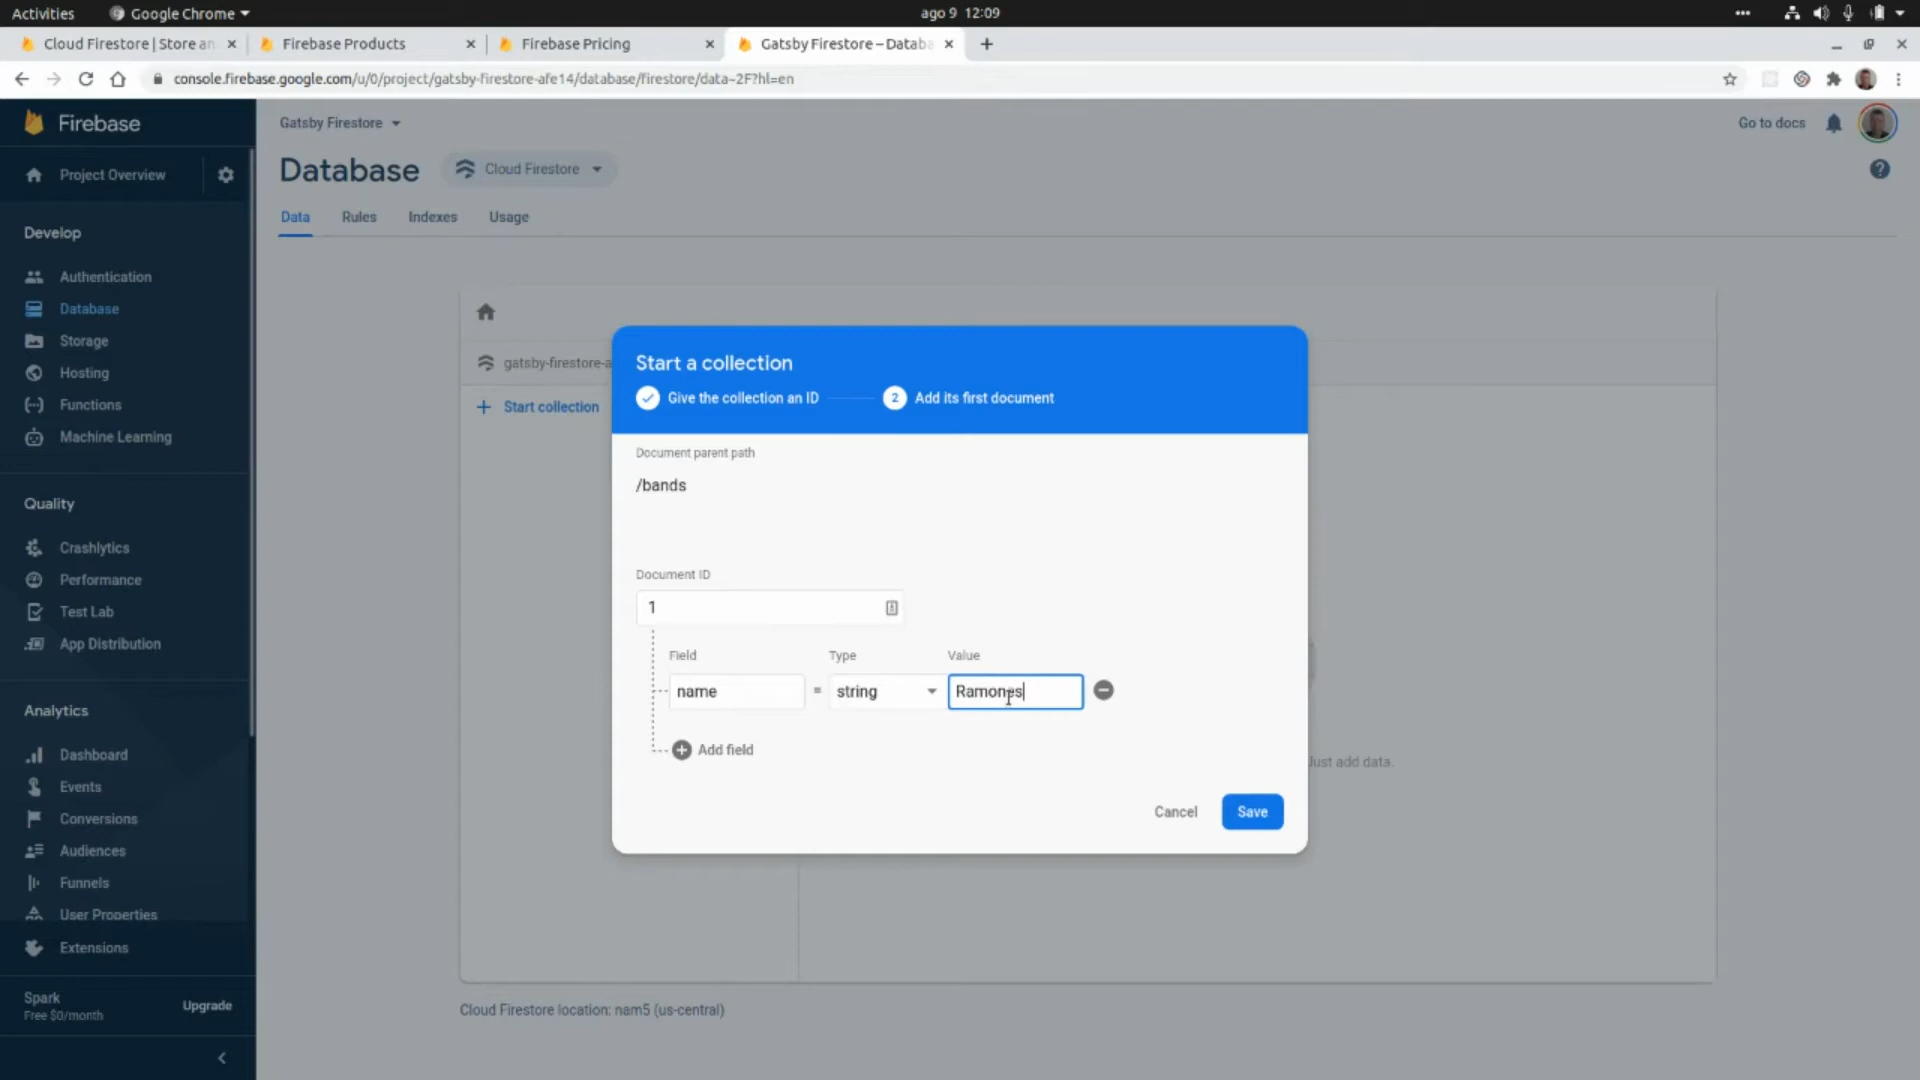 Activities
Google Chrome
ago 9 12:09
Cloud Firestore | Store an
Firebase Products
Firebase Pricing
Gatsby Firestore – Databa
console.firebase.google.com/u/0/project/gatsby-firestore-afe14/database/firestore/data~2F?hl=en
Firebase
Gatsby Firestore
Go to docs
Project Overview
Database
Cloud Firestore
Data
Rules
Indexes
Usage
Develop
Authentication
Database
Storage
Hosting
Functions
Machine Learning
Quality
Crashlytics
Performance
Test Lab
App Distribution
Analytics
Dashboard
Events
Conversions
Audiences
Funnels
User Properties
Extensions
Spark
Free $0/month
Upgrade
gatsby-firestore-a
Start collection
Start a collection
Give the collection an ID
2 Add its first document
Document parent path
/bands
Document ID
1
Field
Type
Value
name
=
string
Ramones
Add field
Just add data.
Cancel
Save
Cloud Firestore location: nam5 (us-central)